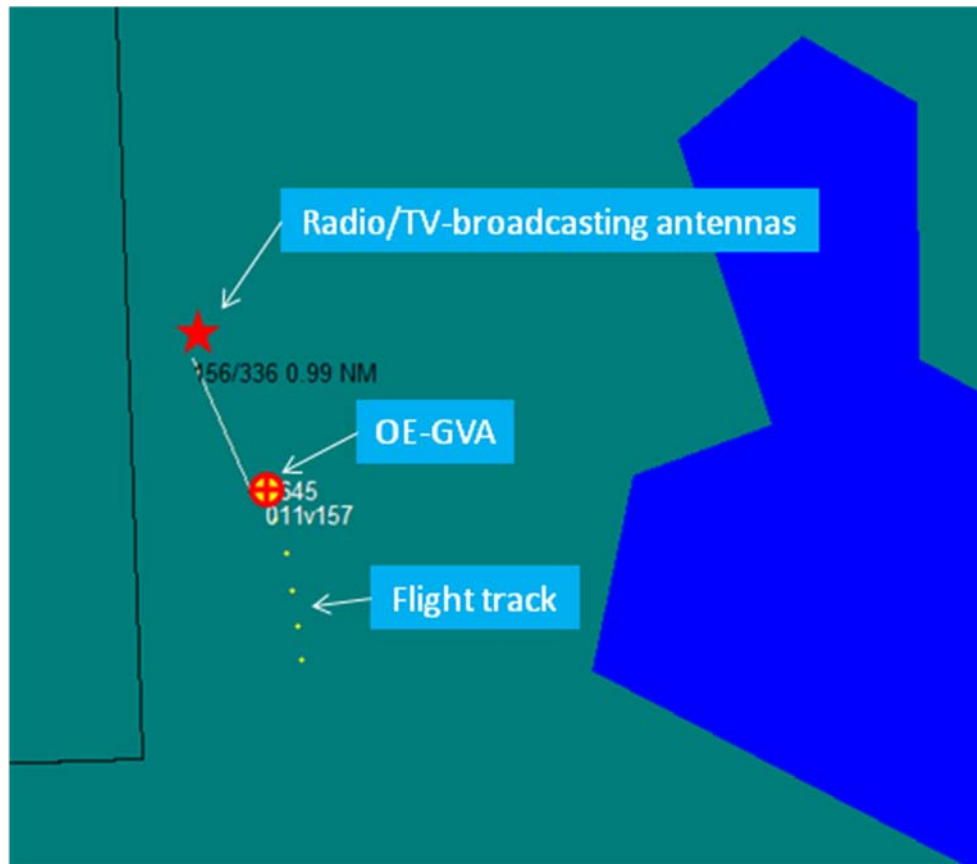 Radio/TV-broadcasting antennas
156/336 0.99 NM
OE-GVA
645
011v157
Flight track